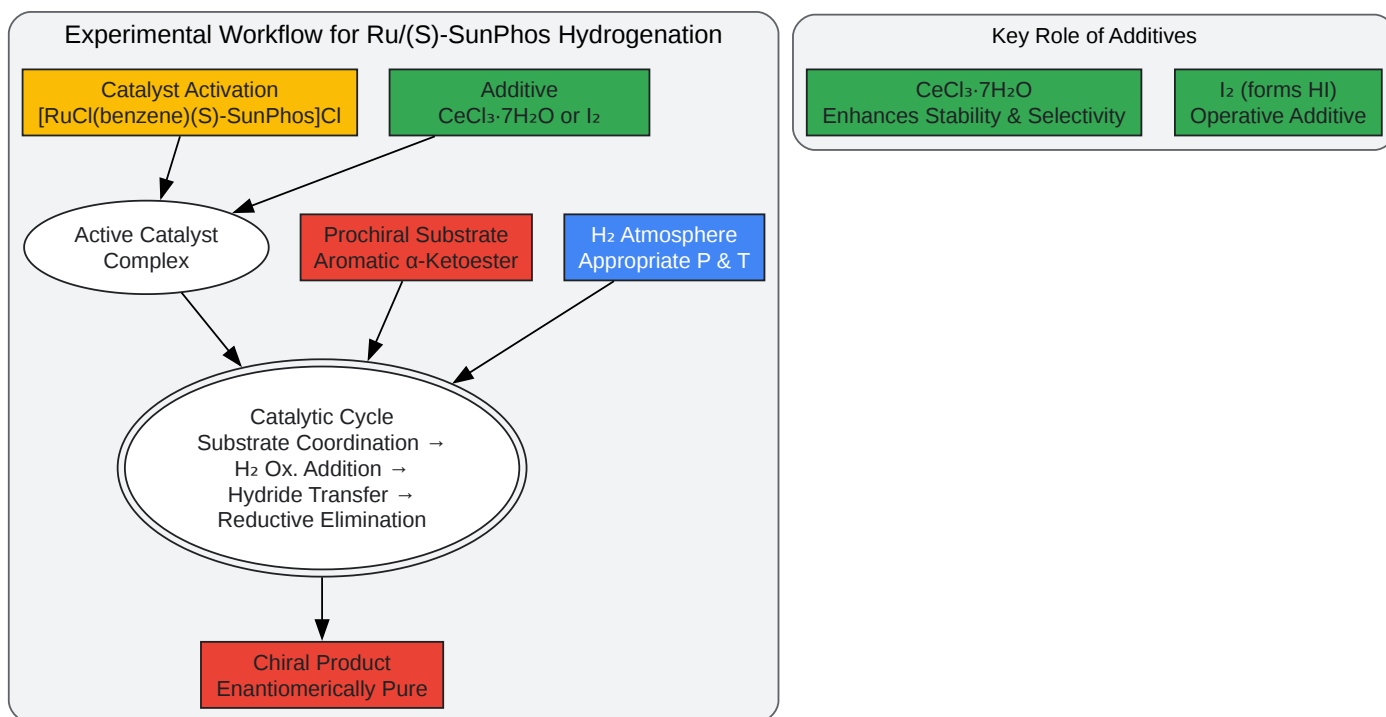 Experimental Workflow for Ru/(S)-SunPhos Hydrogenation
Catalyst Activation
[RuCl(benzene)(S)-SunPhos]Cl
Additive
CeCl₃·7H₂O or I₂
Active Catalyst
Complex
Prochiral Substrate
Aromatic α-Ketoester
H₂ Atmosphere
Appropriate P & T
Catalytic Cycle
Substrate Coordination →
H₂ Ox. Addition →
Hydride Transfer →
Reductive Elimination
Chiral Product
Enantiomerically Pure
Key Role of Additives
CeCl₃·7H₂O
Enhances Stability & Selectivity
I₂ (forms HI)
Operative Additive